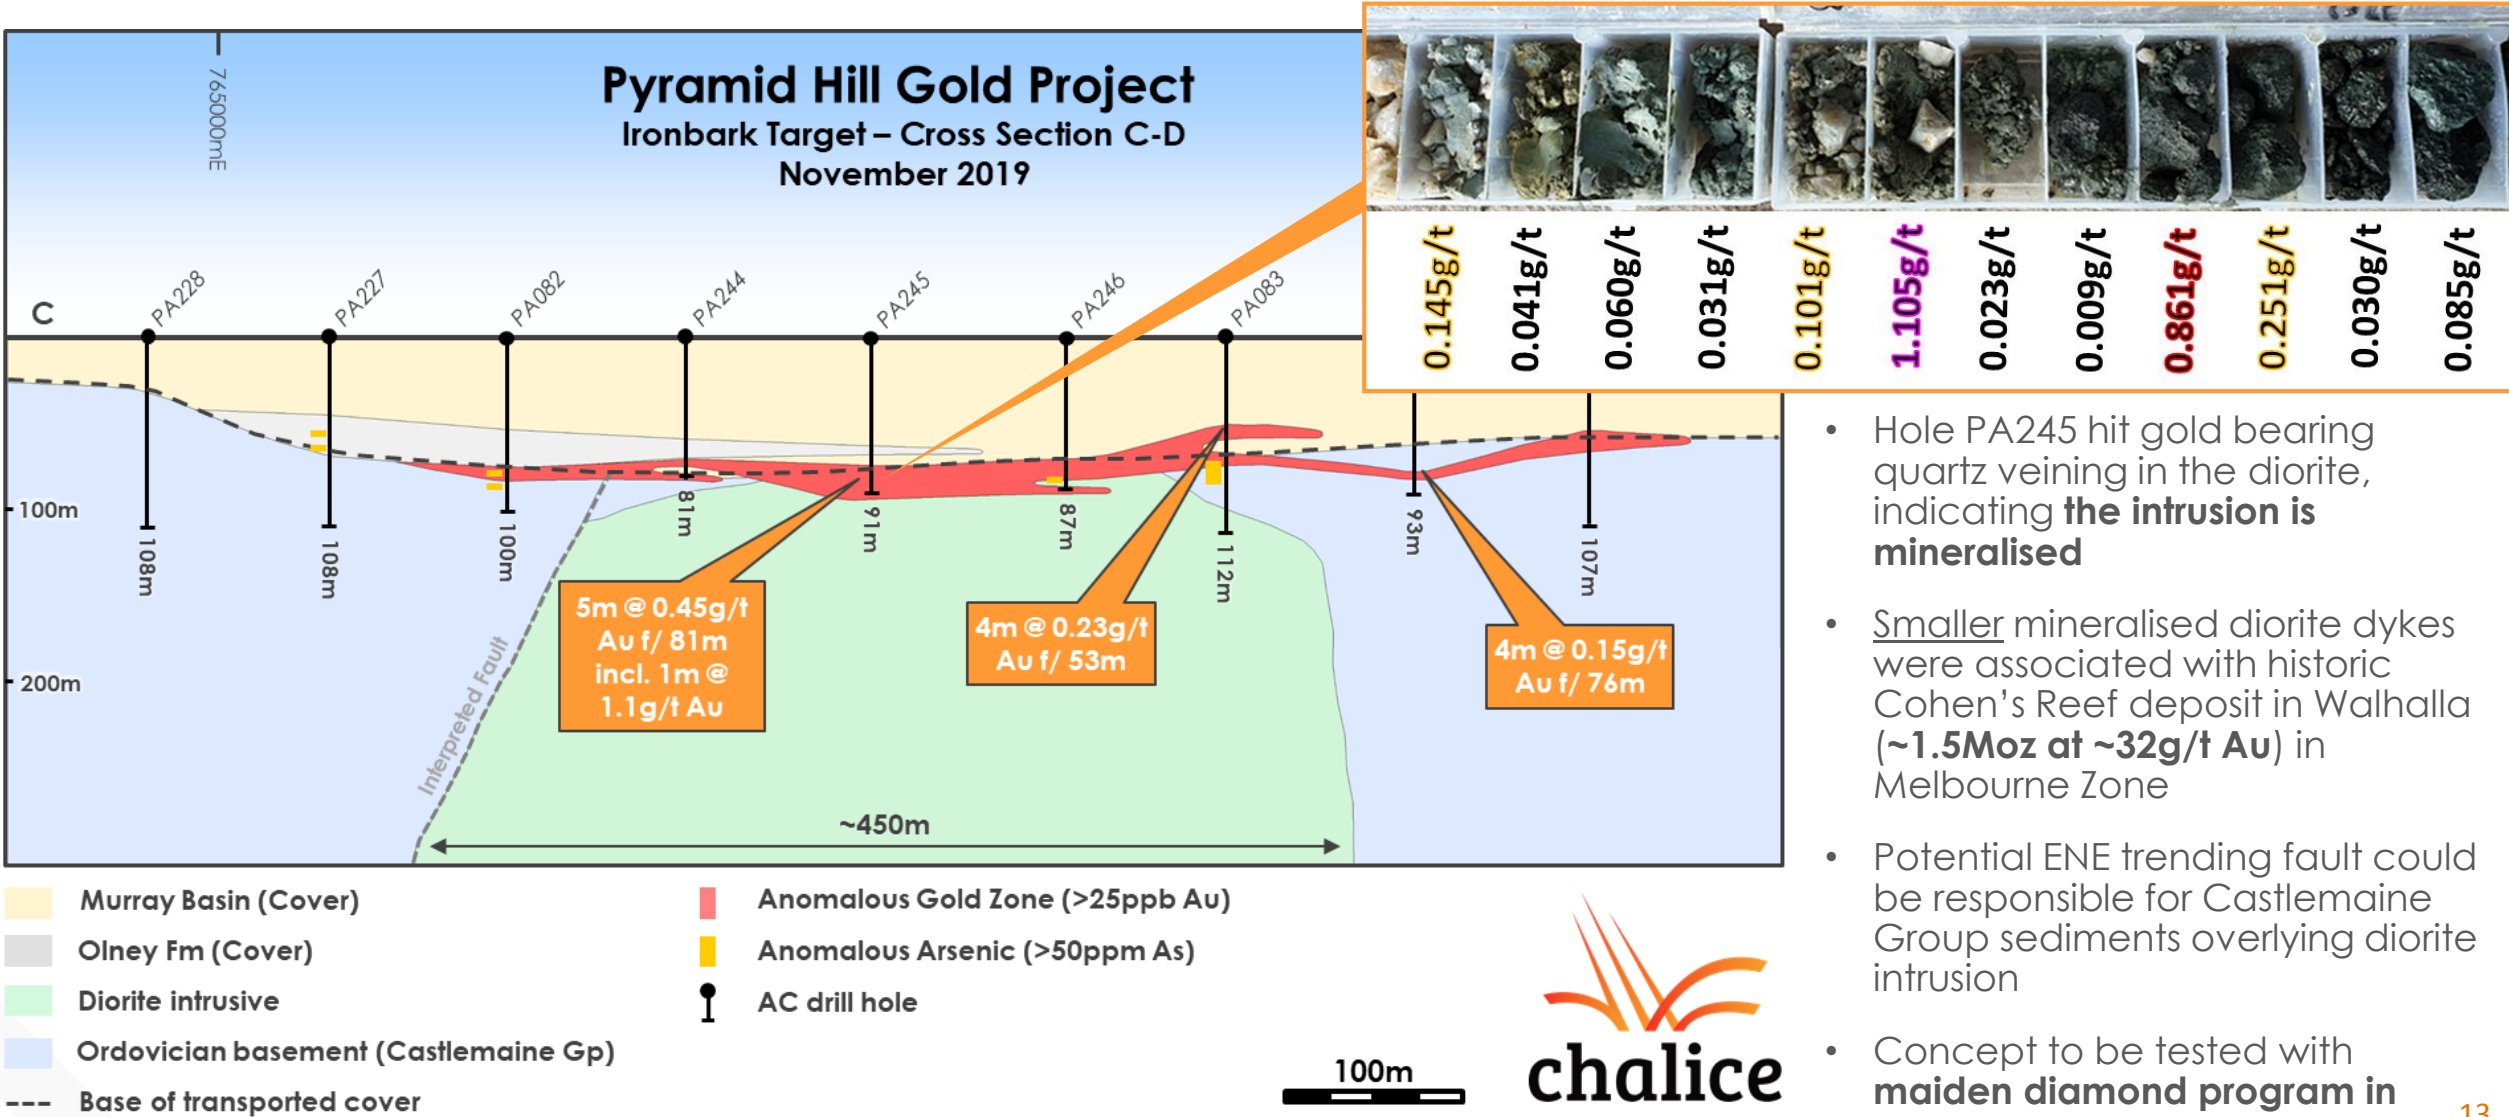 Pyramid Hill Gold Project
Ironbark Target – Cross Section C-D
November 2019
765000mE
C
PA228
PA227
PA082
PA244
PA245
PA246
PA083
0.145g/t
0.041g/t
0.060g/t
0.031g/t
0.101g/t
1.105g/t
0.023g/t
0.009g/t
0.861g/t
0.251g/t
0.030g/t
0.085g/t
100m
200m
108m
108m
100m
81m
91m
87m
112m
93m
107m
5m @ 0.45g/t
Au f/ 81m
incl. 1m @
1.1g/t Au
4m @ 0.23g/t
Au f/ 53m
4m @ 0.15g/t
Au f/ 76m
Interpreted Fault
~450m
Murray Basin (Cover)
Olney Fm (Cover)
Diorite intrusive
Ordovician basement (Castlemaine Gp)
Base of transported cover
Anomalous Gold Zone (>25ppb Au)
Anomalous Arsenic (>50ppm As)
AC drill hole
100m
chalice
• Hole PA245 hit gold bearing
quartz veining in the diorite,
indicating the intrusion is
mineralised
• Smaller mineralised diorite dykes
were associated with historic
Cohen’s Reef deposit in Walhalla
(~1.5Moz at ~32g/t Au) in
Melbourne Zone
• Potential ENE trending fault could
be responsible for Castlemaine
Group sediments overlying diorite
intrusion
• Concept to be tested with
maiden diamond program in
13